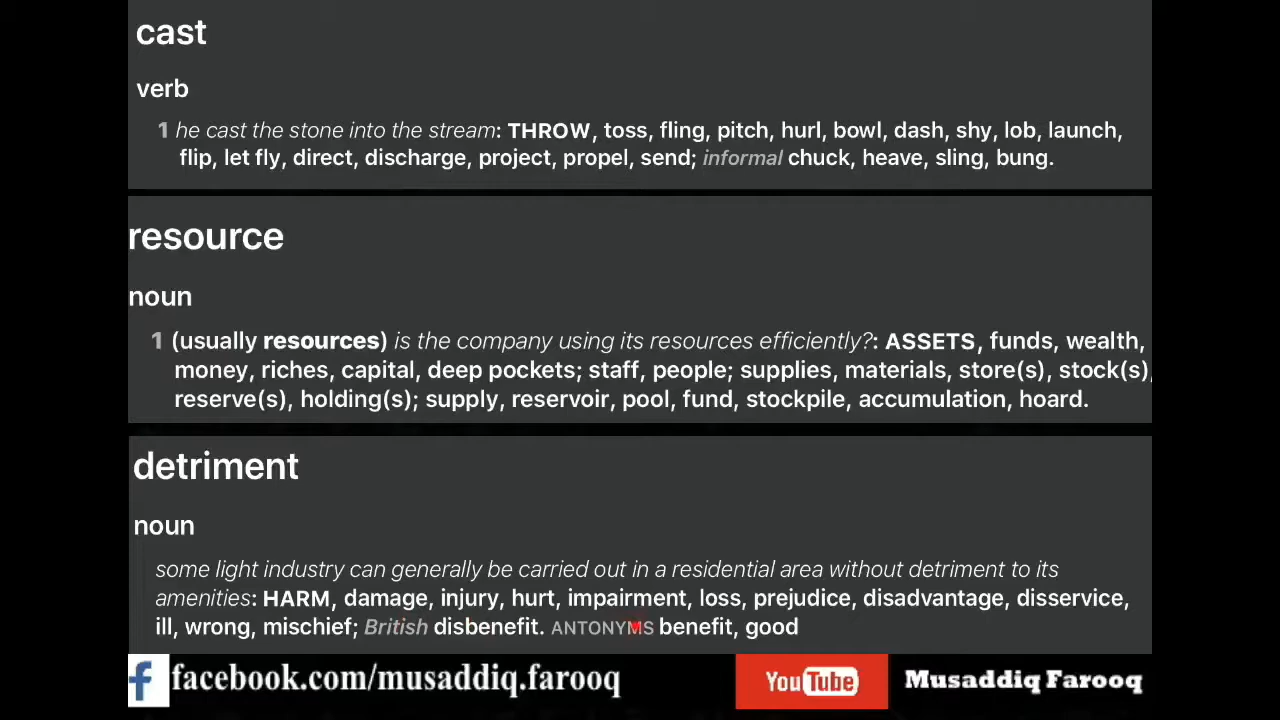 cast
verb
1 he cast the stone into the stream: THROW, toss, fling, pitch, hurl, bowl, dash, shy, lob, launch,
flip, let fly, direct, discharge, project, propel, send; informal chuck, heave, sling, bung.
resource
noun
1 (usually resources) is the company using its resources efficiently?: ASSETS, funds, wealth,
money, riches, capital, deep pockets; staff, people; supplies, materials, store(s), stock(s),
reserve(s), holding(s); supply, reservoir, pool, fund, stockpile, accumulation, hoard.
detriment
noun
some light industry can generally be carried out in a residential area without detriment to its
amenities: HARM, damage, injury, hurt, impairment, loss, prejudice, disadvantage, disservice,
ill, wrong, mischief; British disbenefit. ANTONYMS benefit, good
f facebook.com/musaddiq.farooq YouTube Musaddiq Farooq